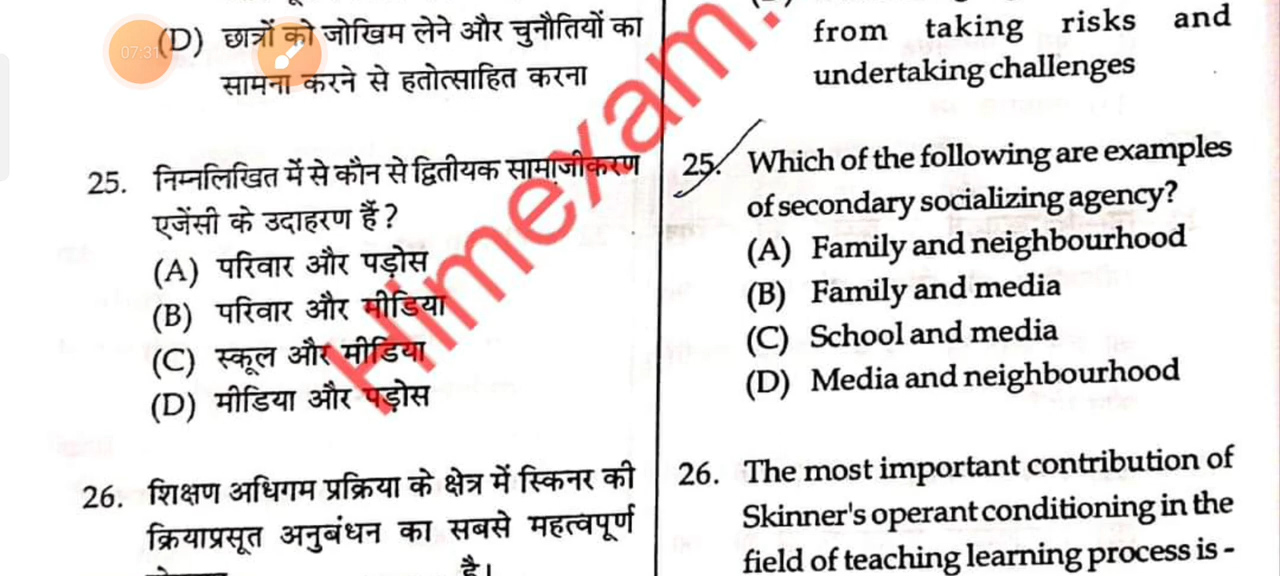 07:31
(D) छात्रों को जोखिम लेने और चुनौतियों का
सामना करने से हतोत्साहित करना
25. निम्नलिखित में से कौन से द्वितीयक सामाजीकरण
एजेंसी के उदाहरण हैं ?
(A) परिवार और पड़ोस
(B) परिवार और मीडिया
(C) स्कूल और मीडिया
(D) मीडिया और पड़ोस
26. शिक्षण अधिगम प्रक्रिया के क्षेत्र में स्किनर की
क्रियाप्रसूत अनुबंधन का सबसे महत्वपूर्ण
है।
from taking risks and
undertaking challenges
25. Which of the following are examples
of secondary socializing agency?
(A) Family and neighbourhood
(B) Family and media
(C) School and media
(D) Media and neighbourhood
26. The most important contribution of
Skinner's operant conditioning in the
field of teaching learning process is -
Himexam.